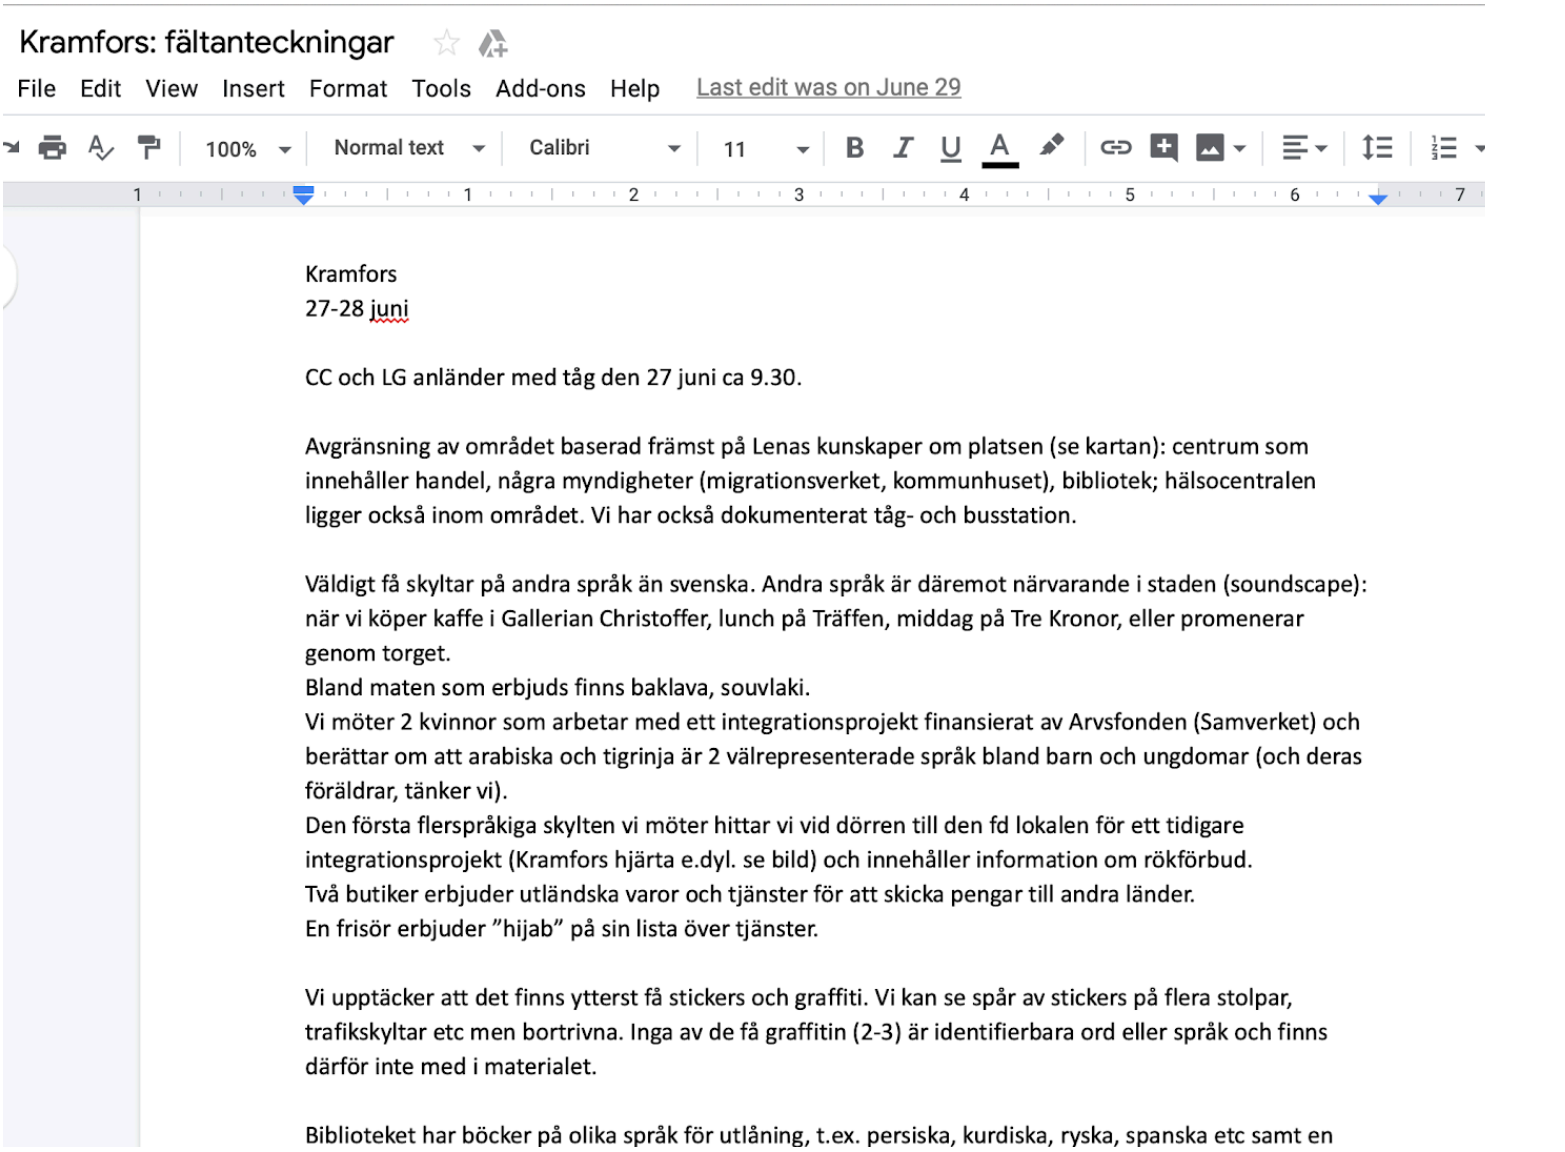 Kramfors: fältanteckningar
File Edit View Insert Format Tools Add-ons Help Last edit was on June 29
100% Normal text Calibri 11 B I U A
1 1 2 3 4 5 6 7
Kramfors
27-28 juni
CC och LG anländer med tåg den 27 juni ca 9.30.
Avgränsning av området baserad främst på Lenas kunskaper om platsen (se kartan): centrum som
innehåller handel, några myndigheter (migrationsverket, kommunhuset), bibliotek; hälsocentralen
ligger också inom området. Vi har också dokumenterat tåg- och busstation.
Väldigt få skyltar på andra språk än svenska. Andra språk är däremot närvarande i staden (soundscape):
när vi köper kaffe i Gallerian Christoffer, lunch på Träffen, middag på Tre Kronor, eller promenerar
genom torget.
Bland maten som erbjuds finns baklava, souvlaki.
Vi möter 2 kvinnor som arbetar med ett integrationsprojekt finansierat av Arvsfonden (Samverket) och
berättar om att arabiska och tigrinja är 2 välrepresenterade språk bland barn och ungdomar (och deras
föräldrar, tänker vi).
Den första flerspråkiga skylten vi möter hittar vi vid dörren till den fd lokalen för ett tidigare
integrationsprojekt (Kramfors hjärta e.dyl. se bild) och innehåller information om rökförbud.
Två butiker erbjuder utländska varor och tjänster för att skicka pengar till andra länder.
En frisör erbjuder ”hijab” på sin lista över tjänster.
Vi upptäcker att det finns ytterst få stickers och graffiti. Vi kan se spår av stickers på flera stolpar,
trafikskyltar etc men bortrivna. Inga av de få graffitin (2-3) är identifierbara ord eller språk och finns
därför inte med i materialet.
Biblioteket har böcker på olika språk för utlåning, t.ex. persiska, kurdiska, ryska, spanska etc samt en